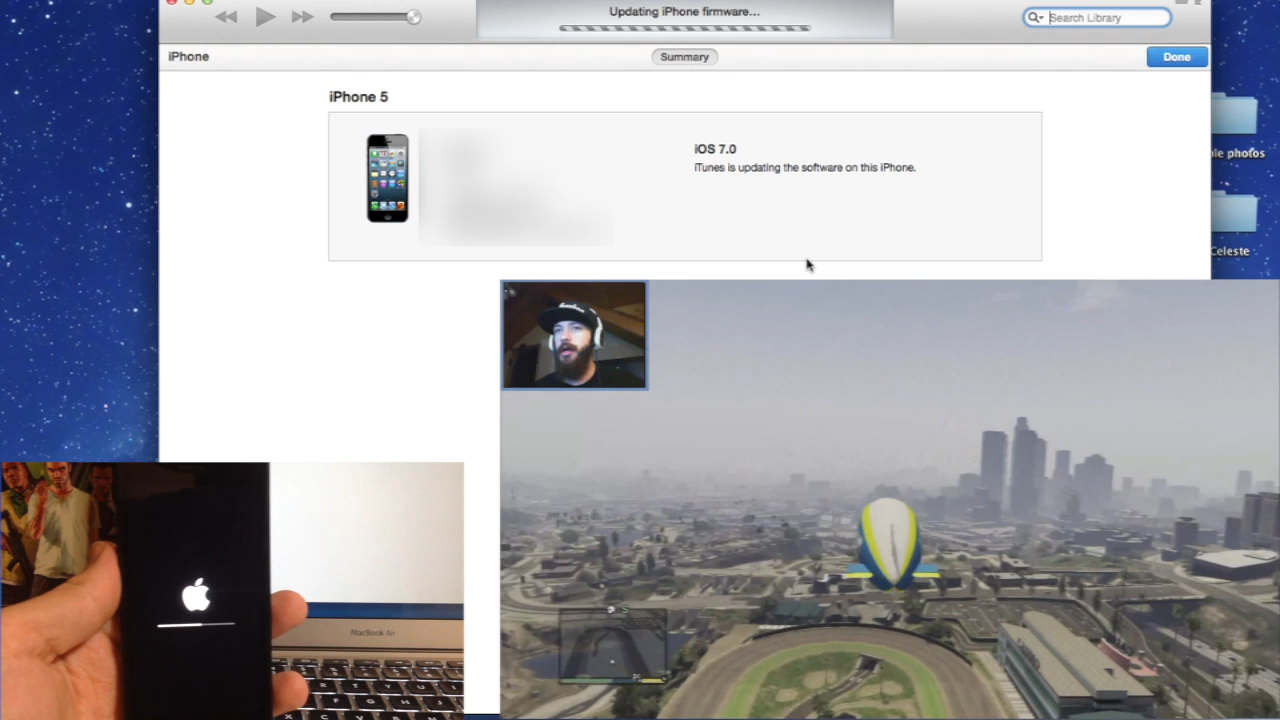 Updating iPhone firmware...
Search Library
iPhone
Summary
Done
iPhone 5
iOS 7.0
iTunes is updating the software on this iPhone.
ple photos
Celeste
MacBook Air